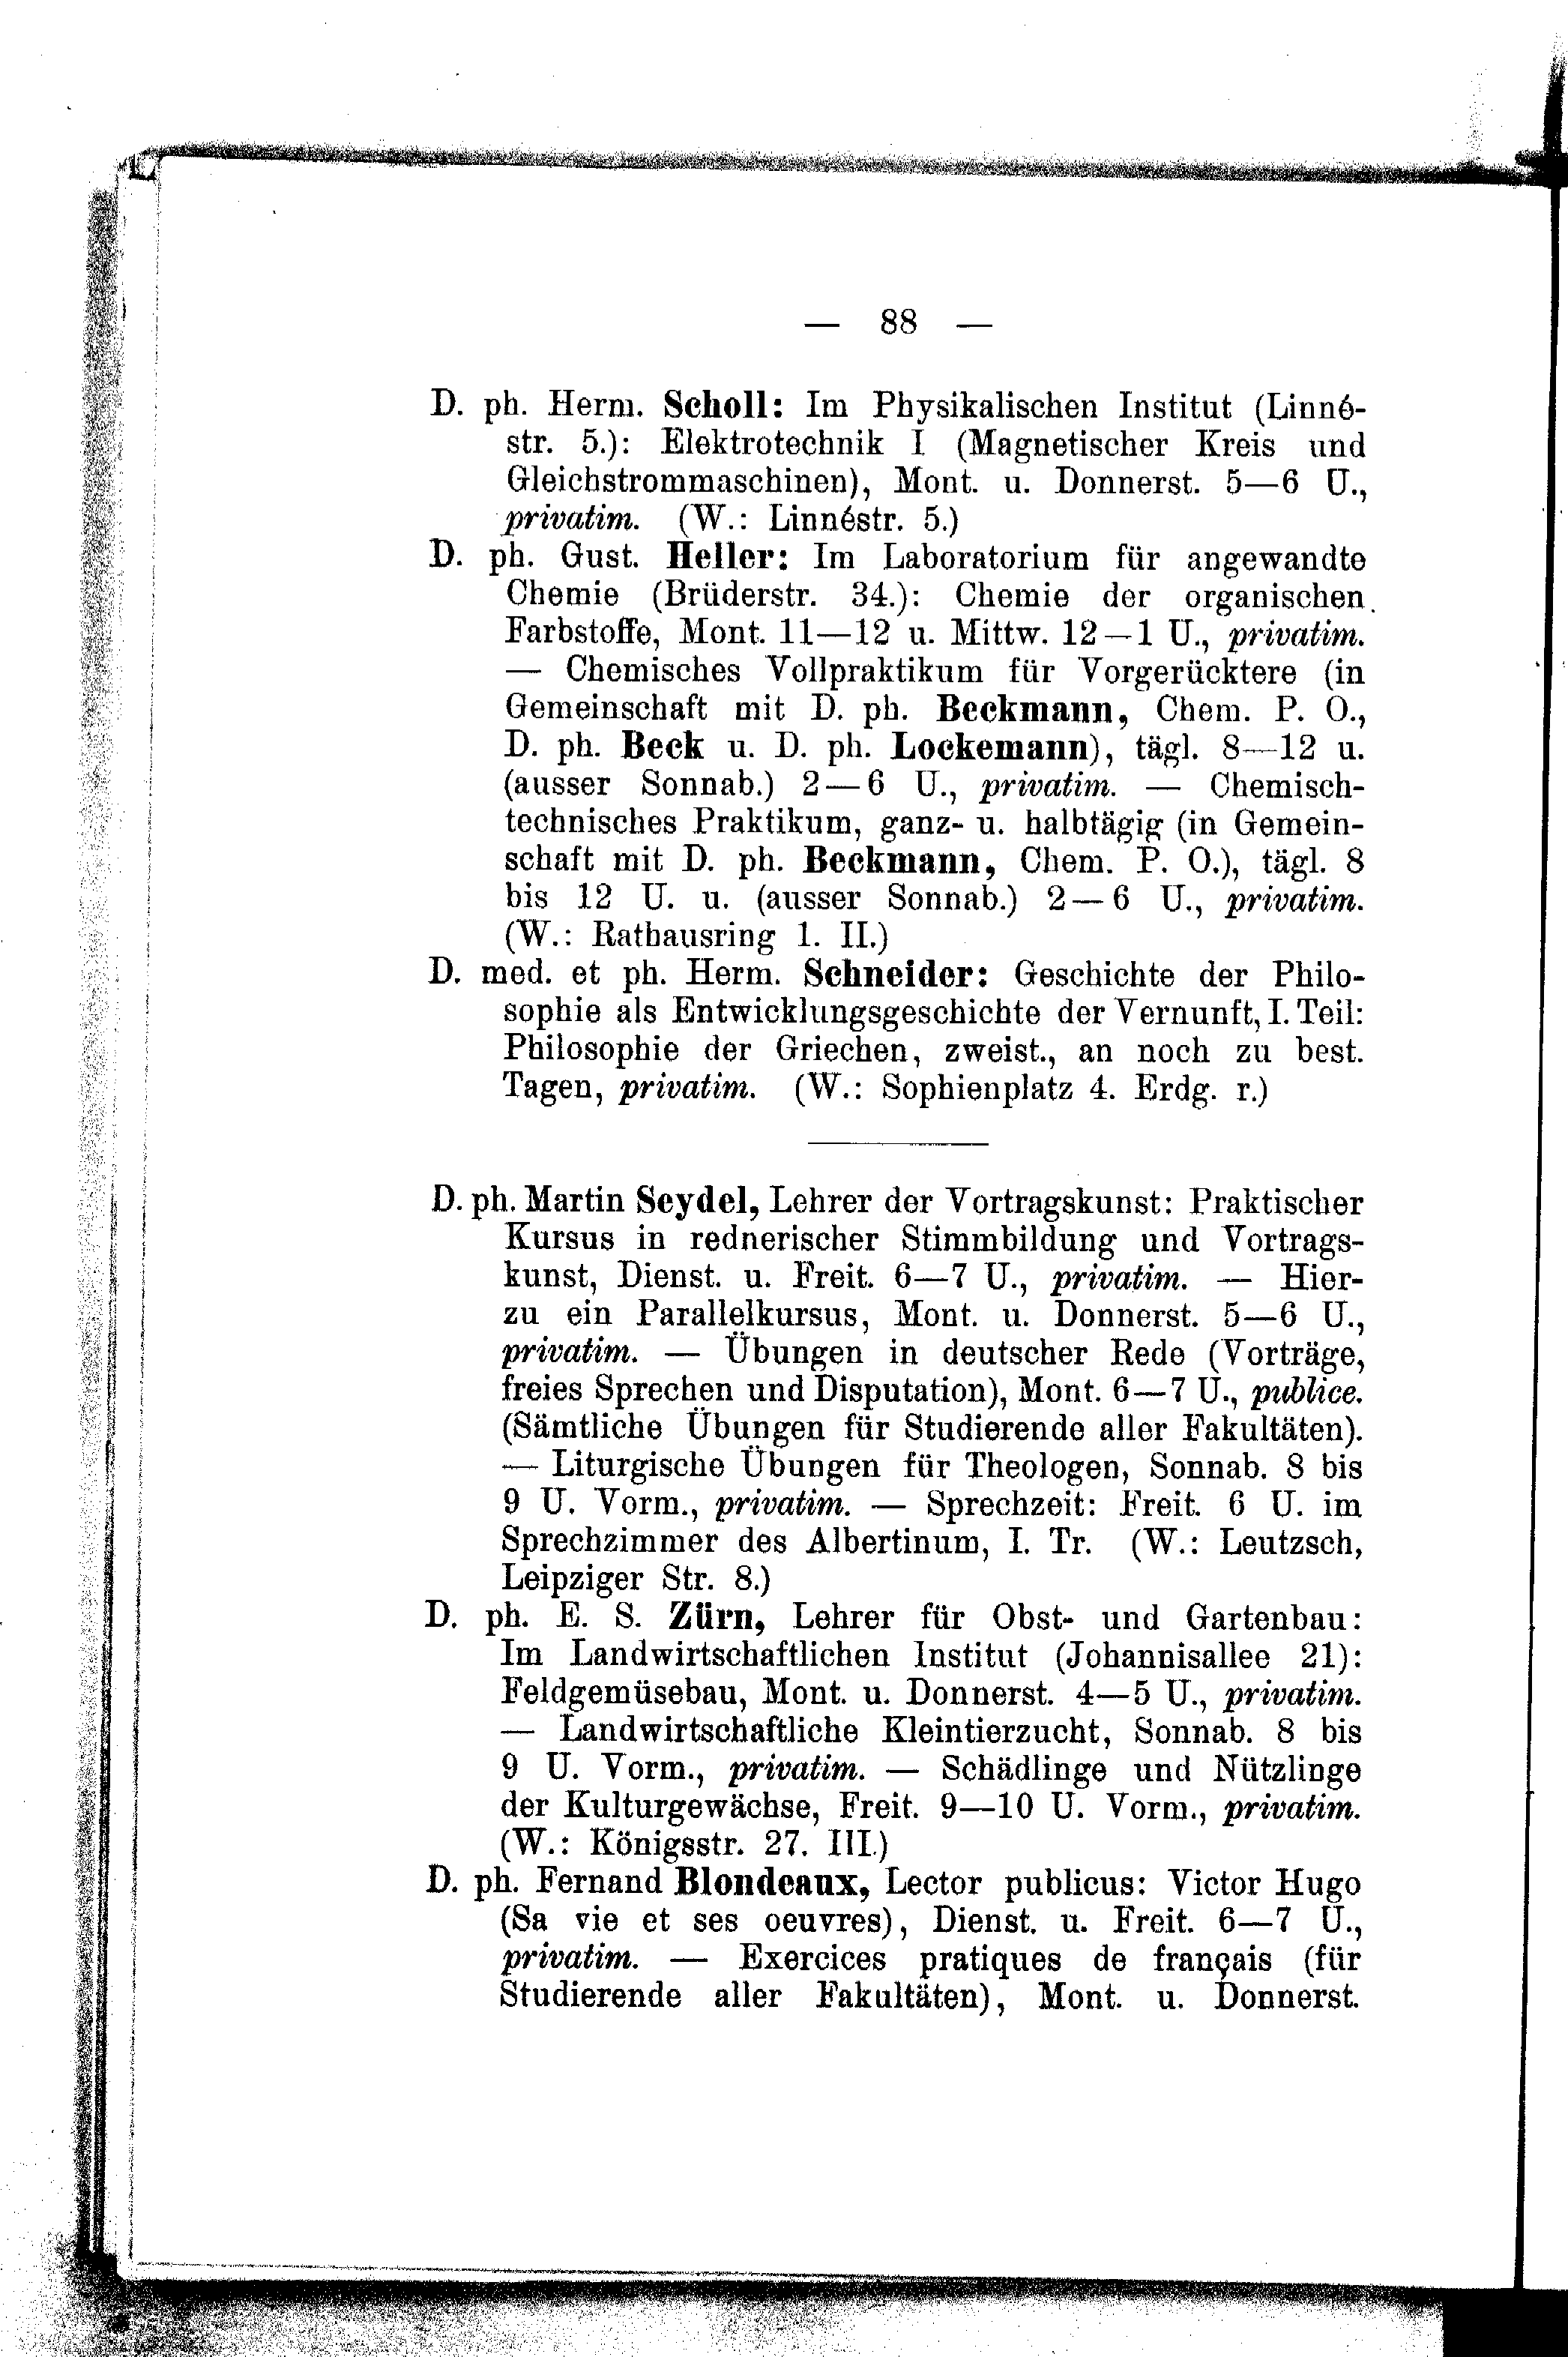 — 88 —
D. ph. Herm. Scholl: Im Physikalischen Institut (Linné-
str. 5.): Elektrotechnik I (Magnetischer Kreis und
Gleichstrommaschinen), Mont. u. Donnerst. 5—6 U.,
privatim. (W.: Linnéstr. 5.)
D. ph. Gust. Heller: Im Laboratorium für angewandte
Chemie (Brüderstr. 34.): Chemie der organischen
Farbstoffe, Mont. 11—12 u. Mittw. 12—1 U., privatim.
— Chemisches Vollpraktikum für Vorgerücktere (in
Gemeinschaft mit D. ph. Beckmann, Chem. P. O.,
D. ph. Beck u. D. ph. Lockemann), tägl. 8—12 u.
(ausser Sonnab.) 2—6 U., privatim. — Chemisch-
technisches Praktikum, ganz- u. halbtägig (in Gemein-
schaft mit D. ph. Beckmann, Chem. P. O.), tägl. 8
bis 12 U. u. (ausser Sonnab.) 2—6 U., privatim.
(W.: Rathausring 1. II.)
D. med. et ph. Herm. Schneider: Geschichte der Philo-
sophie als Entwicklungsgeschichte der Vernunft, I. Teil:
Philosophie der Griechen, zweist., an noch zu best.
Tagen, privatim. (W.: Sophienplatz 4. Erdg. r.)
D. ph. Martin Seydel, Lehrer der Vortragskunst: Praktischer
Kursus in rednerischer Stimmbildung und Vortrags-
kunst, Dienst. u. Freit. 6—7 U., privatim. — Hier-
zu ein Parallelkursus, Mont. u. Donnerst. 5—6 U.,
privatim. — Übungen in deutscher Rede (Vorträge,
freies Sprechen und Disputation), Mont. 6—7 U., publice.
(Sämtliche Übungen für Studierende aller Fakultäten).
— Liturgische Übungen für Theologen, Sonnab. 8 bis
9 U. Vorm., privatim. — Sprechzeit: Freit. 6 U. im
Sprechzimmer des Albertinum, I. Tr. (W.: Leutzsch,
Leipziger Str. 8.)
D. ph. E. S. Zürn, Lehrer für Obst- und Gartenbau:
Im Landwirtschaftlichen Institut (Johannisallee 21):
Feldgemüsebau, Mont. u. Donnerst. 4—5 U., privatim.
— Landwirtschaftliche Kleintierzucht, Sonnab. 8 bis
9 U. Vorm., privatim. — Schädlinge und Nützlinge
der Kulturgewächse, Freit. 9—10 U. Vorm., privatim.
(W.: Königsstr. 27. III.)
D. ph. Fernand Blondeaux, Lector publicus: Victor Hugo
(Sa vie et ses oeuvres), Dienst. u. Freit. 6—7 U.,
privatim. — Exercices pratiques de français (für
Studierende aller Fakultäten), Mont. u. Donnerst.